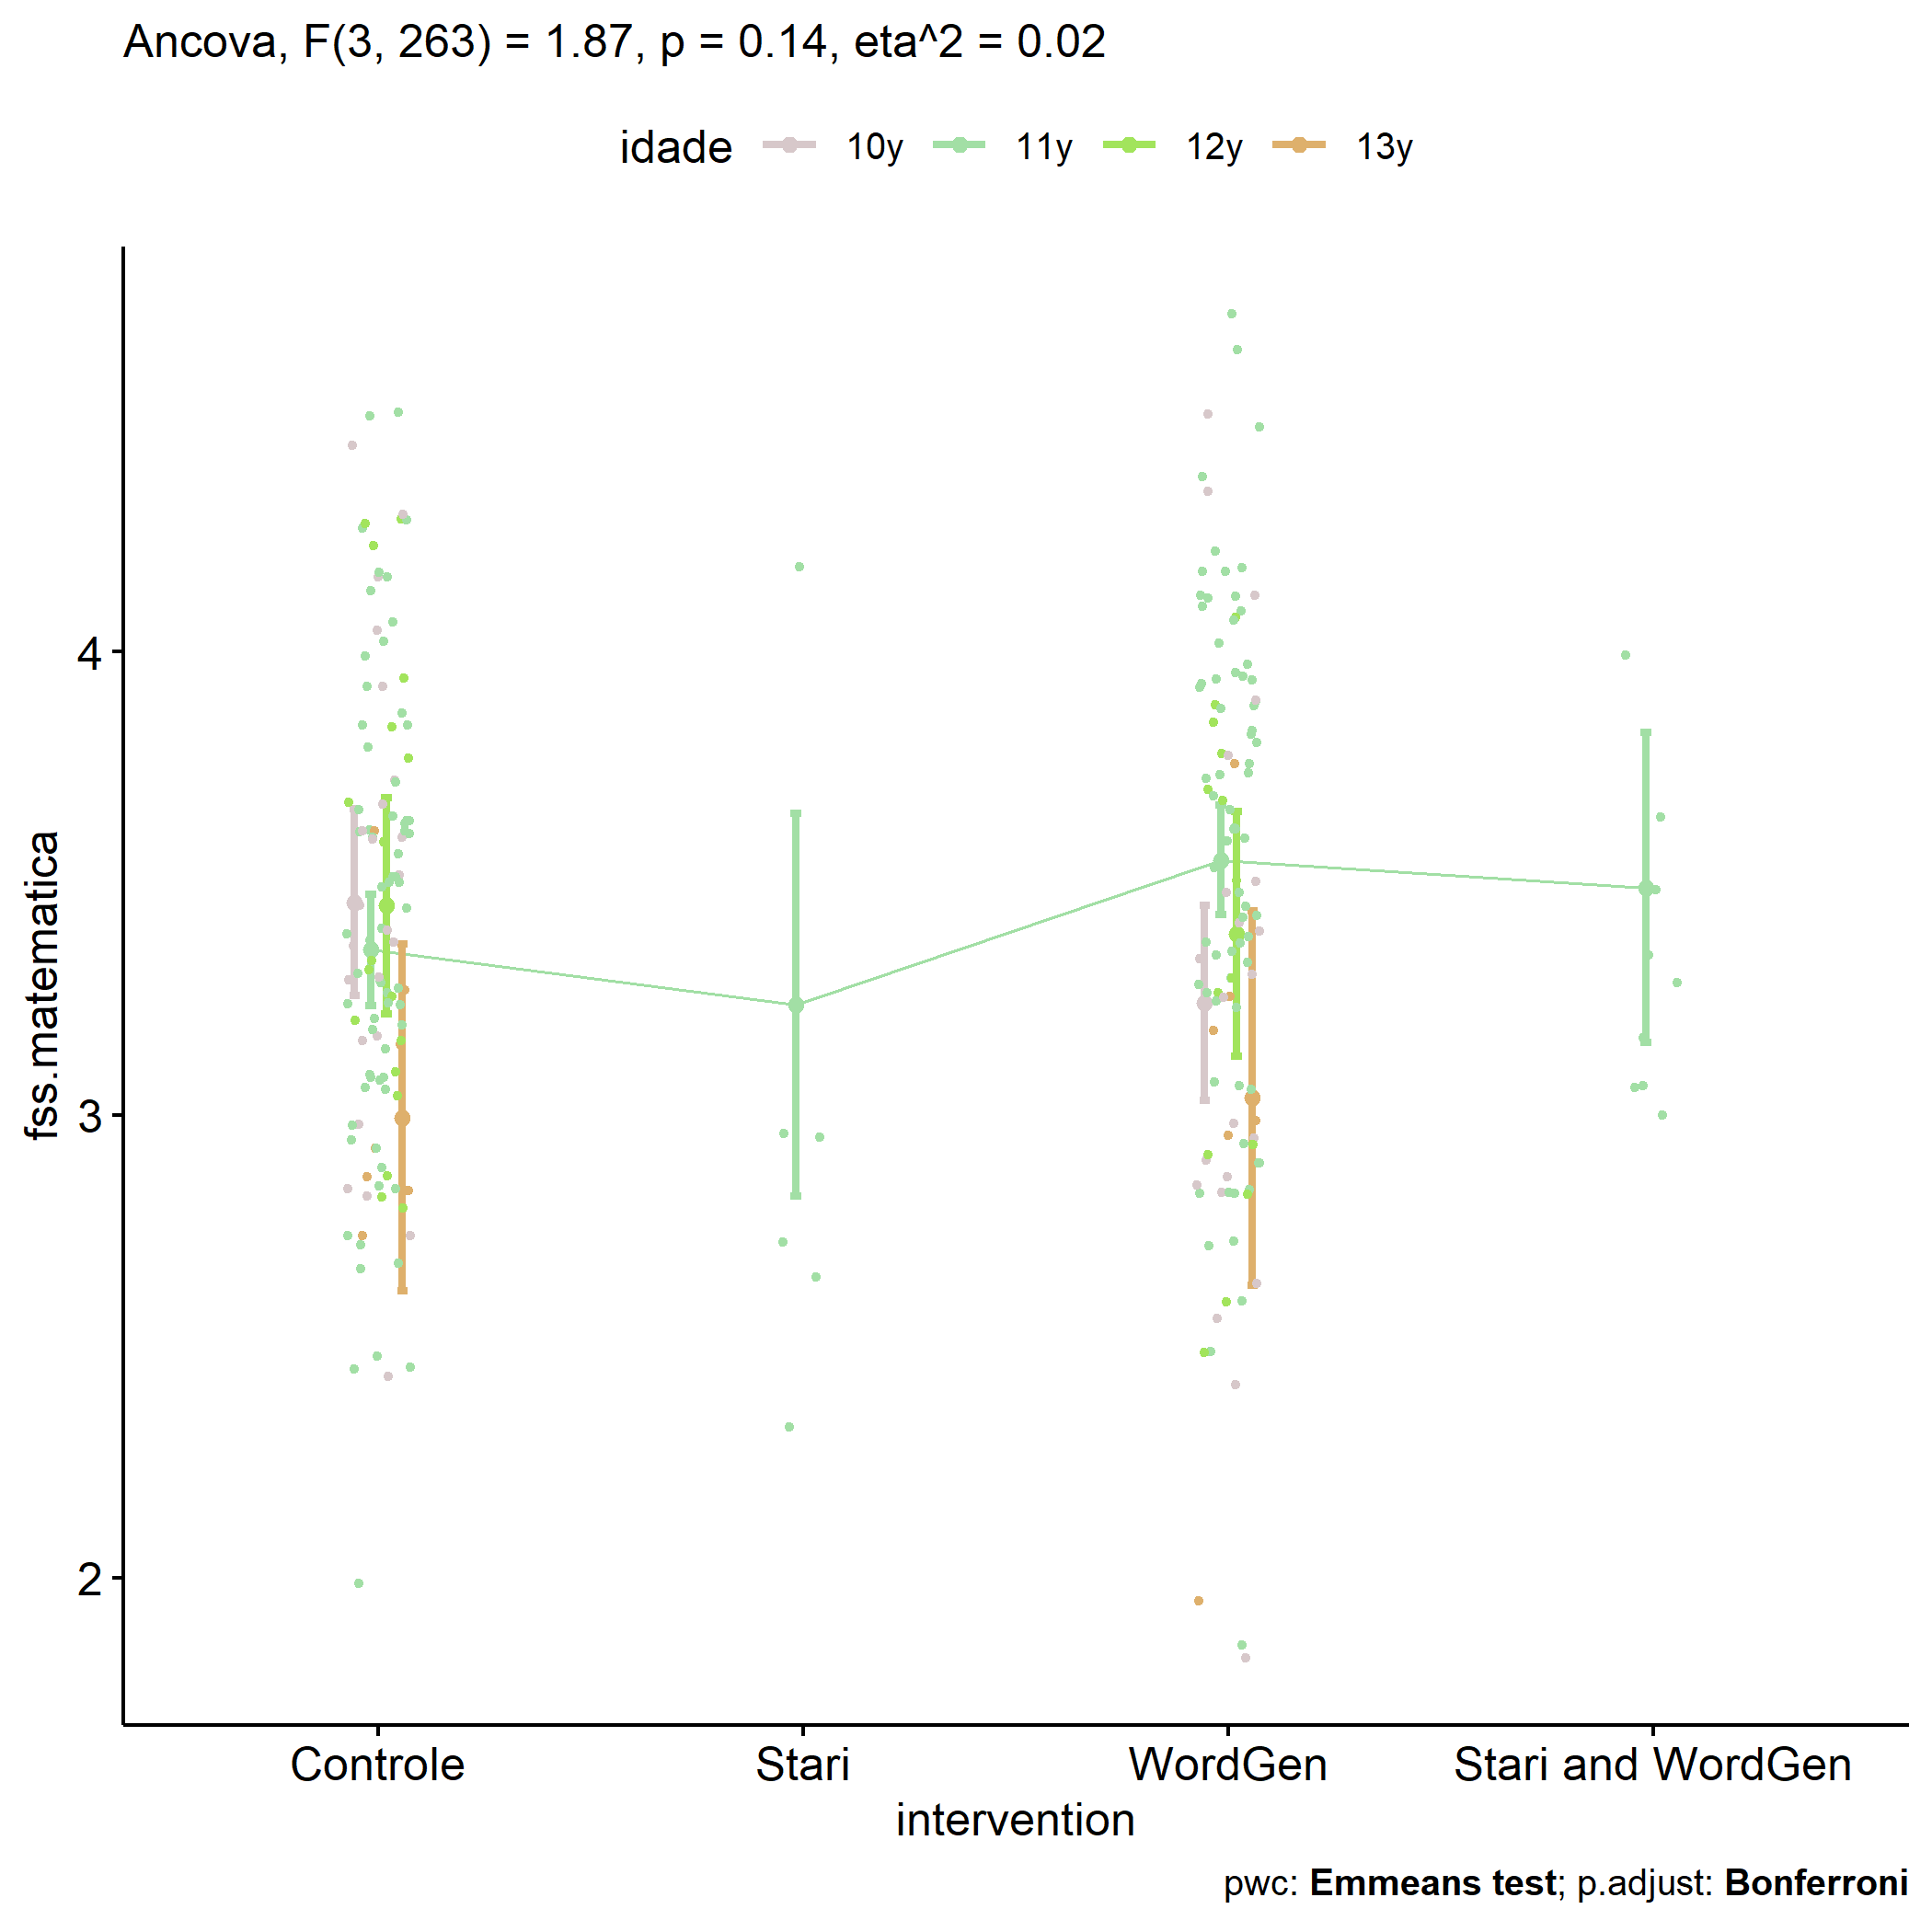 Ancova, F(3, 263) = 1.87, p = 0.14, eta^2 = 0.02
idade 10y 11y 12y 13y
fss.matematica
4
3
2
Controle Stari WordGen Stari and WordGen
intervention
pwc: Emmeans test; p.adjust: Bonferroni